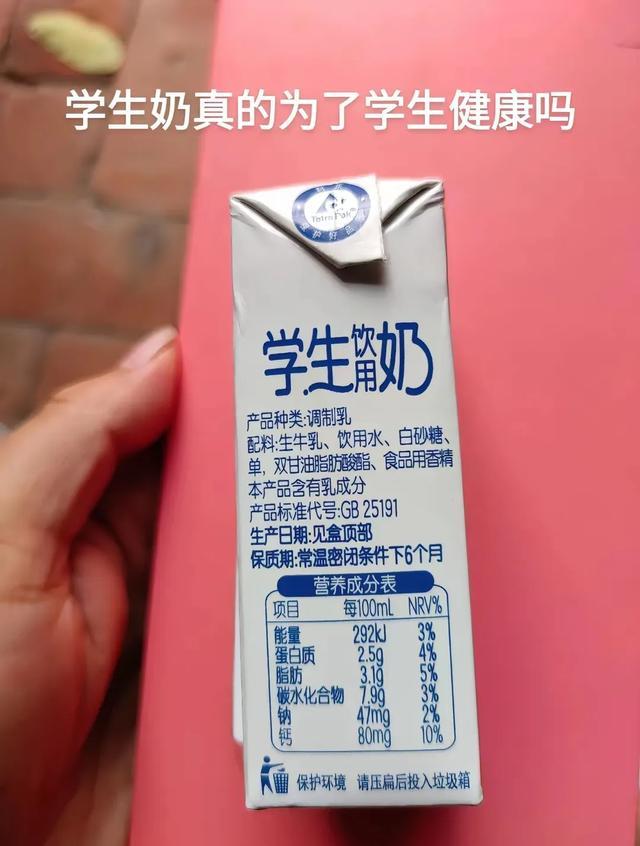 学生奶真的为了学生健康吗
Tetra Pak
保护好品质
学生饮用奶
产品种类:调制乳
配料:生牛乳、饮用水、白砂糖、
单,双甘油脂肪酸酯、食品用香精
本产品含有乳成分
产品标准代号:GB 25191
生产日期:见盒顶部
保质期:常温密闭条件下6个月
营养成分表
项目 每100mL NRV%
能量 292kJ 3%
蛋白质 2.5g 4%
脂肪 3.1g 5%
碳水化合物 7.9g 3%
钠 47mg 2%
钙 80mg 10%
保护环境 请压扁后投入垃圾箱